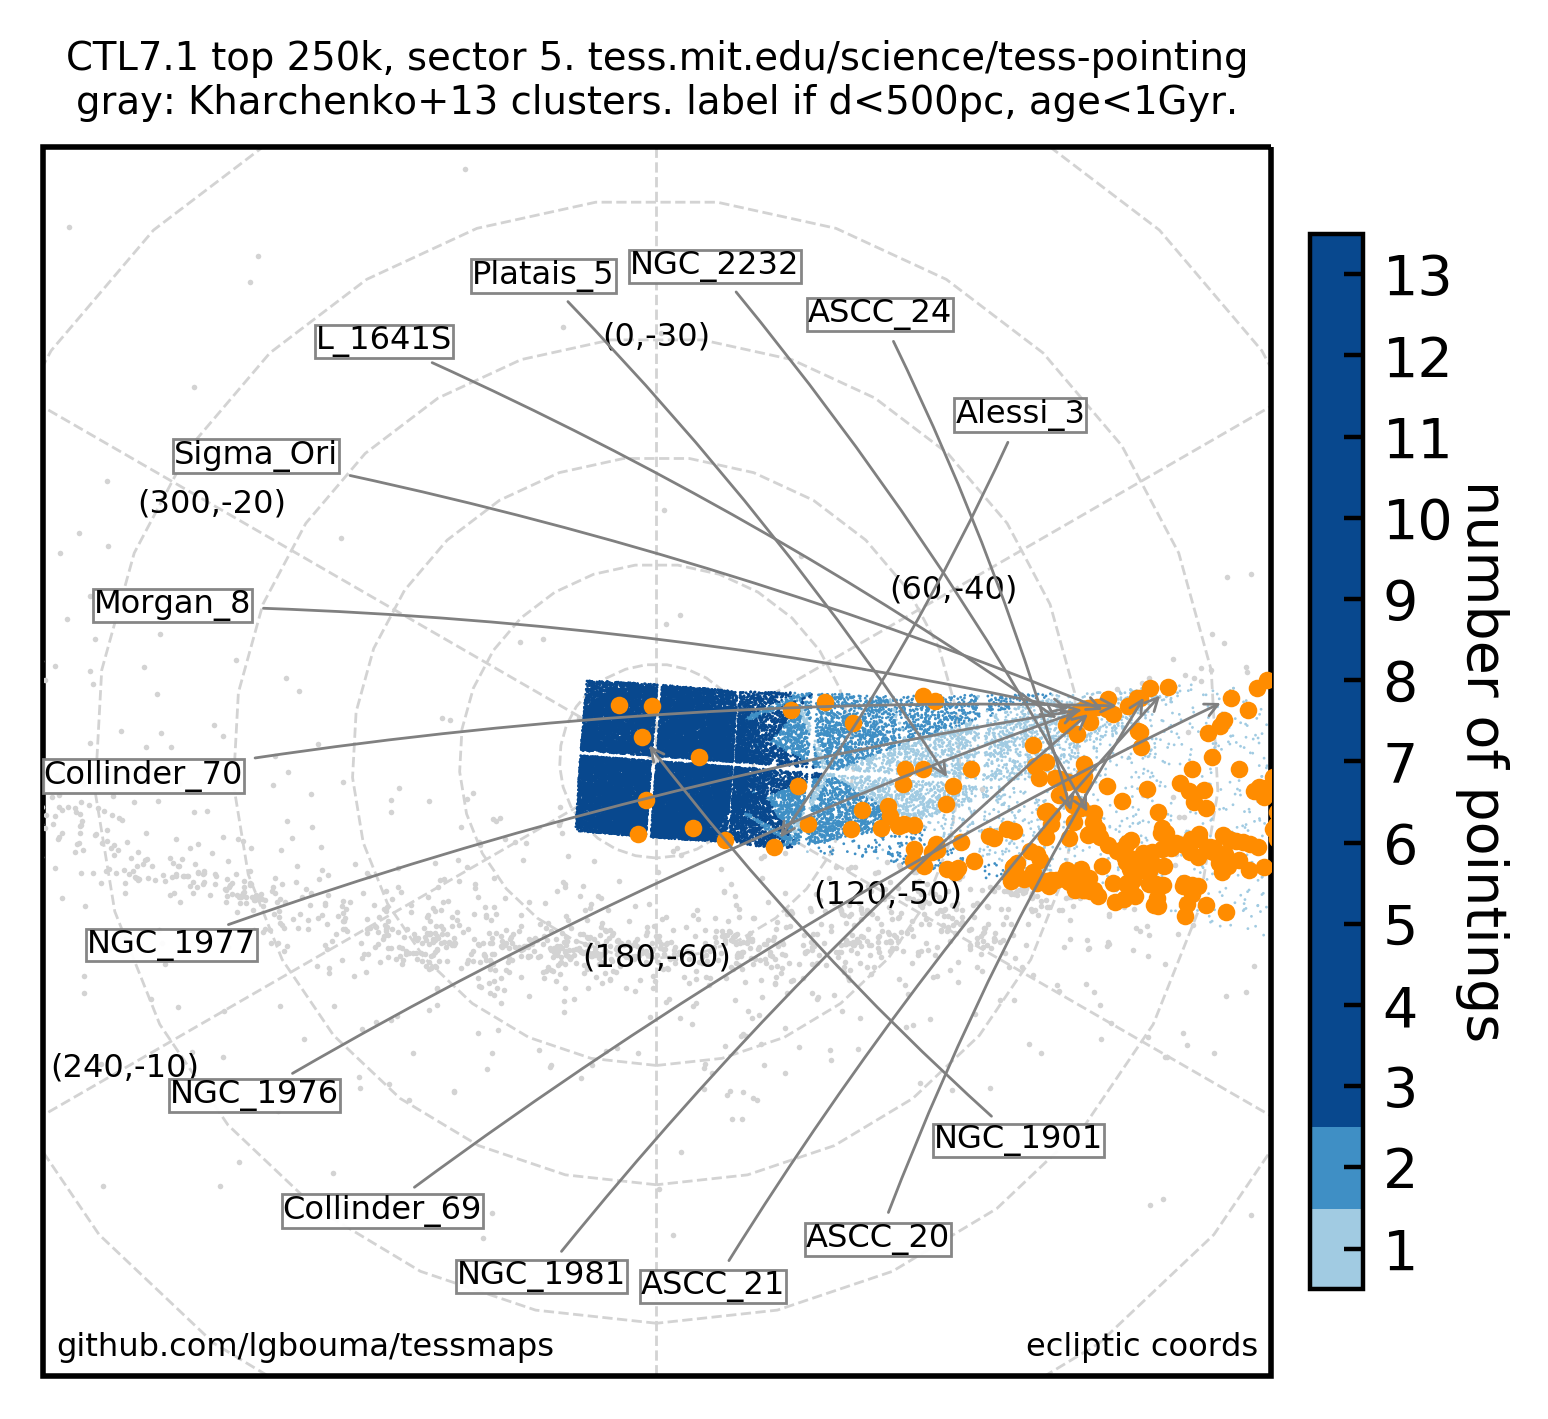 CTL7.1 top 250k, sector 5. tess.mit.edu/science/tess-pointing
gray: Kharchenko+13 clusters. label if d<500pc, age<1Gyr.
Platais_5
NGC_2232
ASCC_24
L_1641S
(0,-30)
Alessi_3
Sigma_Ori
(300,-20)
(60,-40)
Morgan_8
Collinder_70
(120,-50)
NGC_1977
(180,-60)
(240,-10)
NGC_1976
NGC_1901
Collinder_69
ASCC_20
NGC_1981
ASCC_21
github.com/lgbouma/tessmaps
ecliptic coords
13
12
11
10
9
8
7
6
5
4
3
2
1
number of pointings